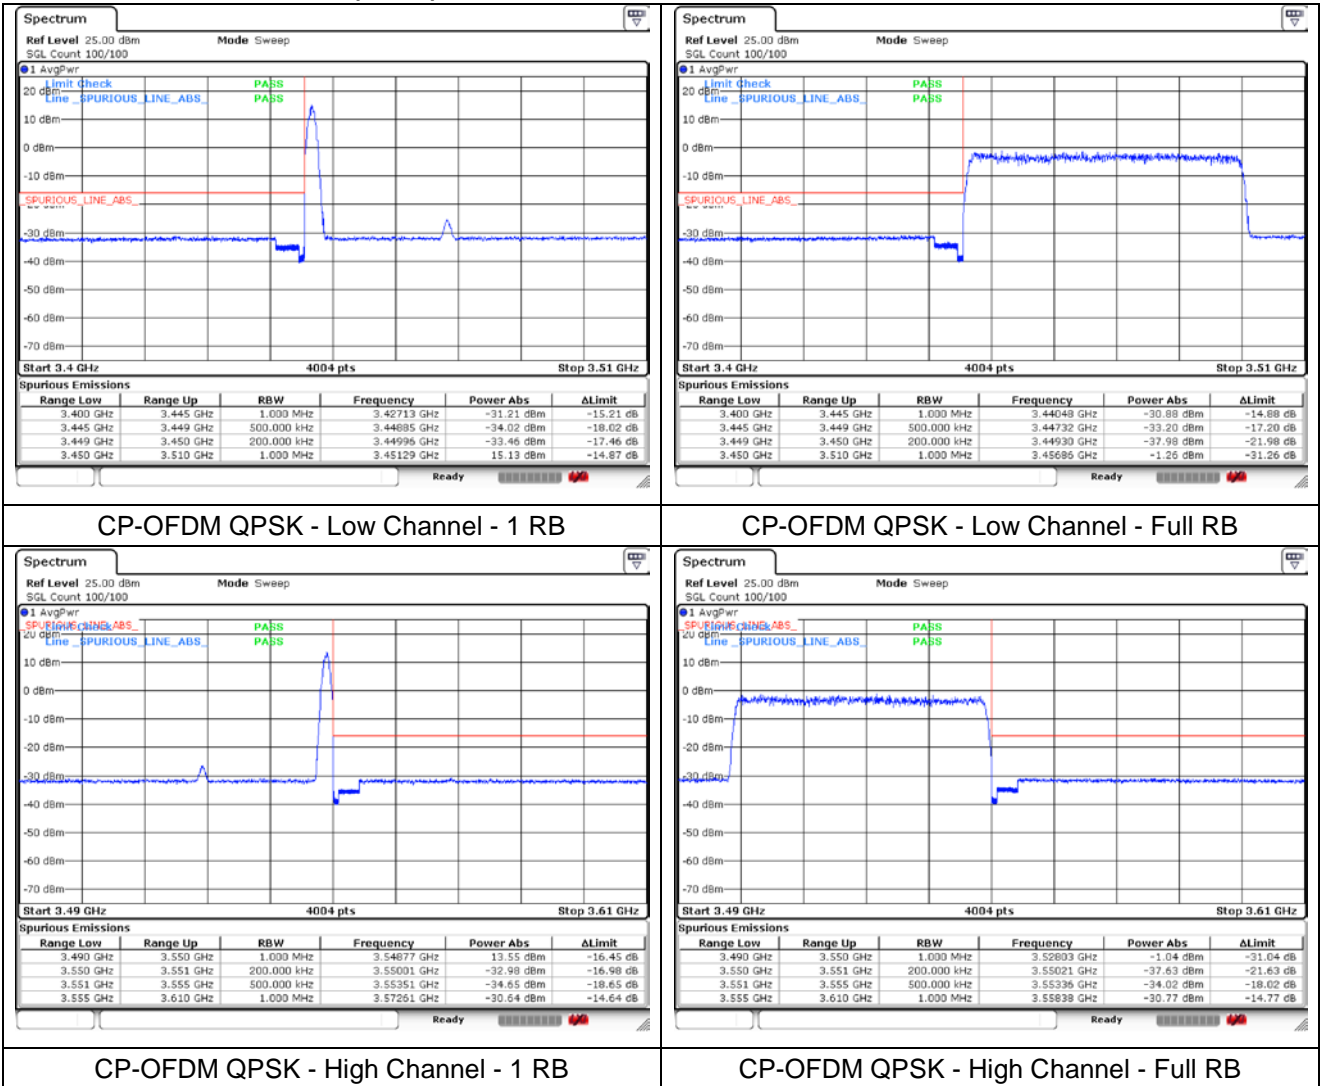 Spectrum
Ref Level 25.00 dBm Mode Sweep
SGL Count 100/100
1 AvgPwr
Limit Check PASS
Line _SPURIOUS_LINE_ABS_ PASS
20 dBm
10 dBm
0 dBm
-10 dBm
_SPURIOUS_LINE_ABS_
-20 dBm
-30 dBm
-40 dBm
-50 dBm
-60 dBm
-70 dBm
Start 3.4 GHz 4004 pts Stop 3.51 GHz
Spurious Emissions
Range Low Range Up RBW Frequency Power Abs ΔLimit
3.400 GHz 3.445 GHz 1.000 MHz 3.42713 GHz -31.21 dBm -15.21 dB
3.445 GHz 3.449 GHz 500.000 kHz 3.44885 GHz -34.02 dBm -18.02 dB
3.449 GHz 3.450 GHz 200.000 kHz 3.44996 GHz -33.46 dBm -17.46 dB
3.450 GHz 3.510 GHz 1.000 MHz 3.45129 GHz 15.13 dBm -14.87 dB
Ready
CP-OFDM QPSK - Low Channel - 1 RB
Spectrum
Ref Level 25.00 dBm Mode Sweep
SGL Count 100/100
1 AvgPwr
Limit Check PASS
Line _SPURIOUS_LINE_ABS_ PASS
20 dBm
10 dBm
0 dBm
-10 dBm
_SPURIOUS_LINE_ABS_
-20 dBm
-30 dBm
-40 dBm
-50 dBm
-60 dBm
-70 dBm
Start 3.4 GHz 4004 pts Stop 3.51 GHz
Spurious Emissions
Range Low Range Up RBW Frequency Power Abs ΔLimit
3.400 GHz 3.445 GHz 1.000 MHz 3.44048 GHz -30.88 dBm -14.88 dB
3.445 GHz 3.449 GHz 500.000 kHz 3.44732 GHz -33.20 dBm -17.20 dB
3.449 GHz 3.450 GHz 200.000 kHz 3.44930 GHz -37.98 dBm -21.98 dB
3.450 GHz 3.510 GHz 1.000 MHz 3.45686 GHz -1.26 dBm -31.26 dB
Ready
CP-OFDM QPSK - Low Channel - Full RB
Spectrum
Ref Level 25.00 dBm Mode Sweep
SGL Count 100/100
1 AvgPwr
_SPURIOUS_LINE_ABS_
Limit Check PASS
Line _SPURIOUS_LINE_ABS_ PASS
20 dBm
10 dBm
0 dBm
-10 dBm
-20 dBm
-30 dBm
-40 dBm
-50 dBm
-60 dBm
-70 dBm
Start 3.49 GHz 4004 pts Stop 3.61 GHz
Spurious Emissions
Range Low Range Up RBW Frequency Power Abs ΔLimit
3.490 GHz 3.550 GHz 1.000 MHz 3.54877 GHz 13.55 dBm -16.45 dB
3.550 GHz 3.551 GHz 200.000 kHz 3.55001 GHz -32.98 dBm -16.98 dB
3.551 GHz 3.555 GHz 500.000 kHz 3.55351 GHz -34.65 dBm -18.65 dB
3.555 GHz 3.610 GHz 1.000 MHz 3.57261 GHz -30.64 dBm -14.64 dB
Ready
CP-OFDM QPSK - High Channel - 1 RB
Spectrum
Ref Level 25.00 dBm Mode Sweep
SGL Count 100/100
1 AvgPwr
_SPURIOUS_LINE_ABS_
Limit Check PASS
Line _SPURIOUS_LINE_ABS_ PASS
20 dBm
10 dBm
0 dBm
-10 dBm
-20 dBm
-30 dBm
-40 dBm
-50 dBm
-60 dBm
-70 dBm
Start 3.49 GHz 4004 pts Stop 3.61 GHz
Spurious Emissions
Range Low Range Up RBW Frequency Power Abs ΔLimit
3.490 GHz 3.550 GHz 1.000 MHz 3.52803 GHz -1.04 dBm -31.04 dB
3.550 GHz 3.551 GHz 200.000 kHz 3.55021 GHz -37.63 dBm -21.63 dB
3.551 GHz 3.555 GHz 500.000 kHz 3.55336 GHz -34.02 dBm -18.02 dB
3.555 GHz 3.610 GHz 1.000 MHz 3.55838 GHz -30.77 dBm -14.77 dB
Ready
CP-OFDM QPSK - High Channel - Full RB